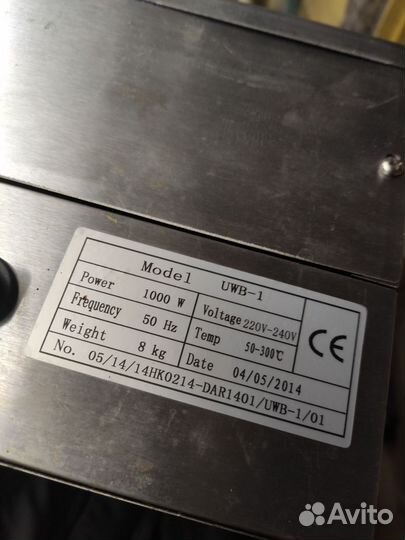 Model UWB-1
Power 1000 W Voltage 220V-240V
Frequency 50 Hz Temp 50-300℃
Weight 8 kg Date 04/05/2014
No. 05/14/14HK0214-DAR1401/UWB-1/01
CE
Avito